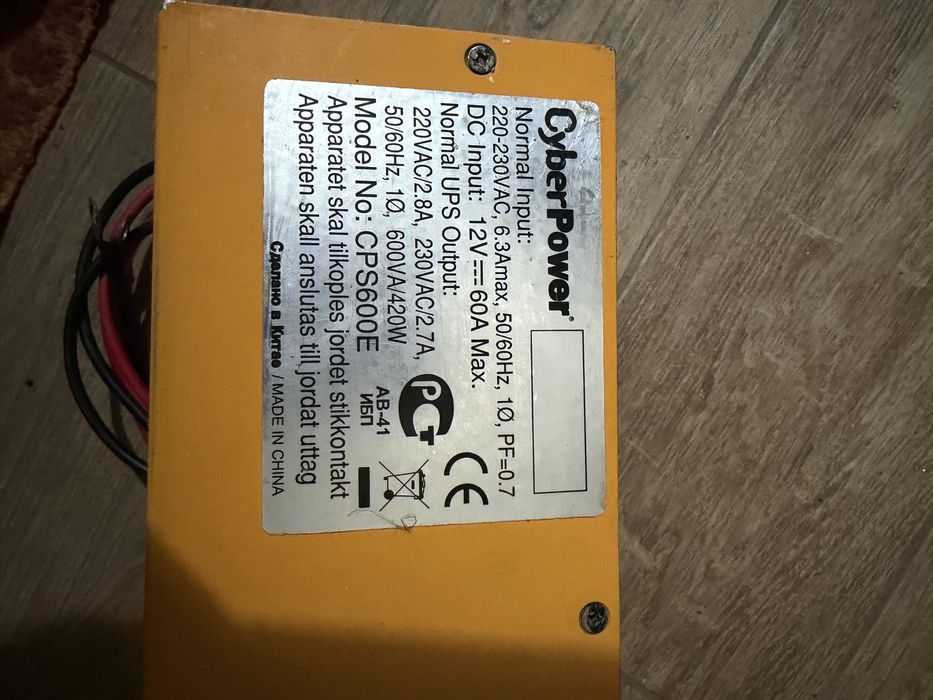 CyberPower®
Normal Input:
220-230VAC, 6.3Amax, 50/60Hz, 1Ø, PF=0.7
DC Input: 12V⎓60A Max.
Normal UPS Output:
220VAC/2.8A, 230VAC/2.7A,
50/60Hz, 1Ø, 600VA/420W
Model No: CPS600E
Apparatet skal tilkoples jordet stikkontakt
Apparaten skall anslutas till jordat uttag
Сделано в Китае / MADE IN CHINA
РСТ
АВ-41
ИБП
CE